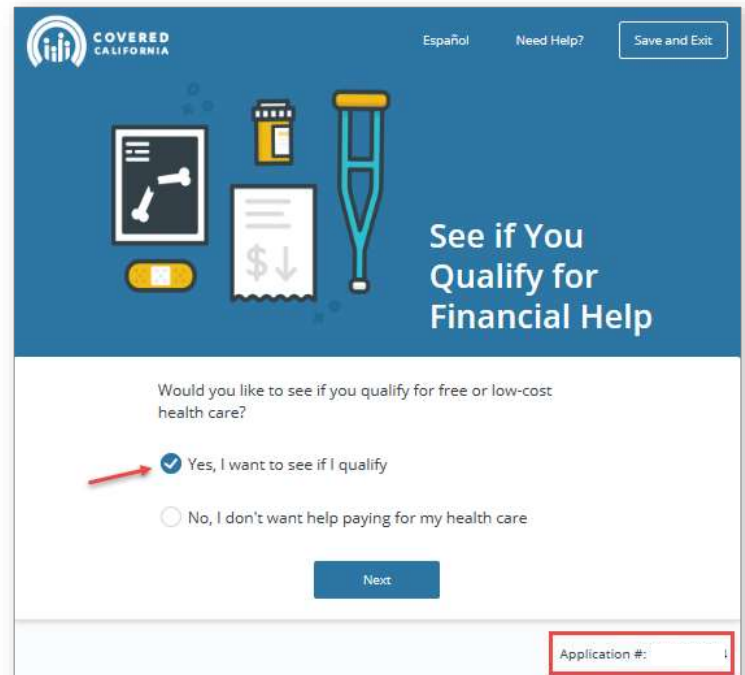 COVERED
CALIFORNIA
Español
Need Help?
Save and Exit
$
See if You
Qualify for
Financial Help
Would you like to see if you qualify for free or low-cost
health care?
Yes, I want to see if I qualify
No, I don't want help paying for my health care
Next
Application #: